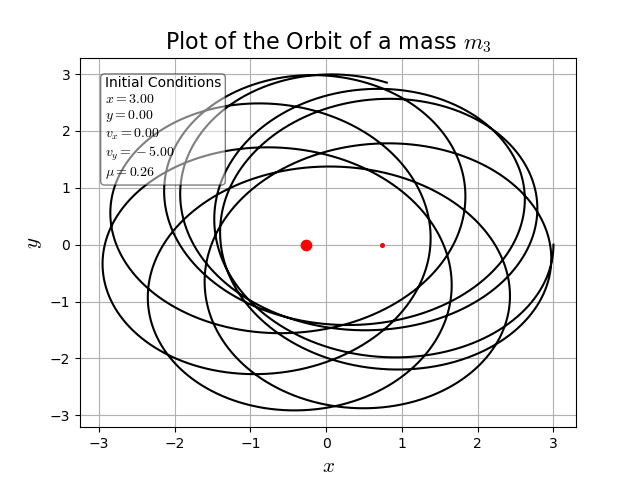 Plot of the Orbit of a mass m₃
Initial Conditions
x = 3.00
y = 0.00
vₓ = 0.00
v_y = −5.00
μ = 0.26
3
2
1
0
−1
−2
−3
y
−3 −2 −1 0 1 2 3
x